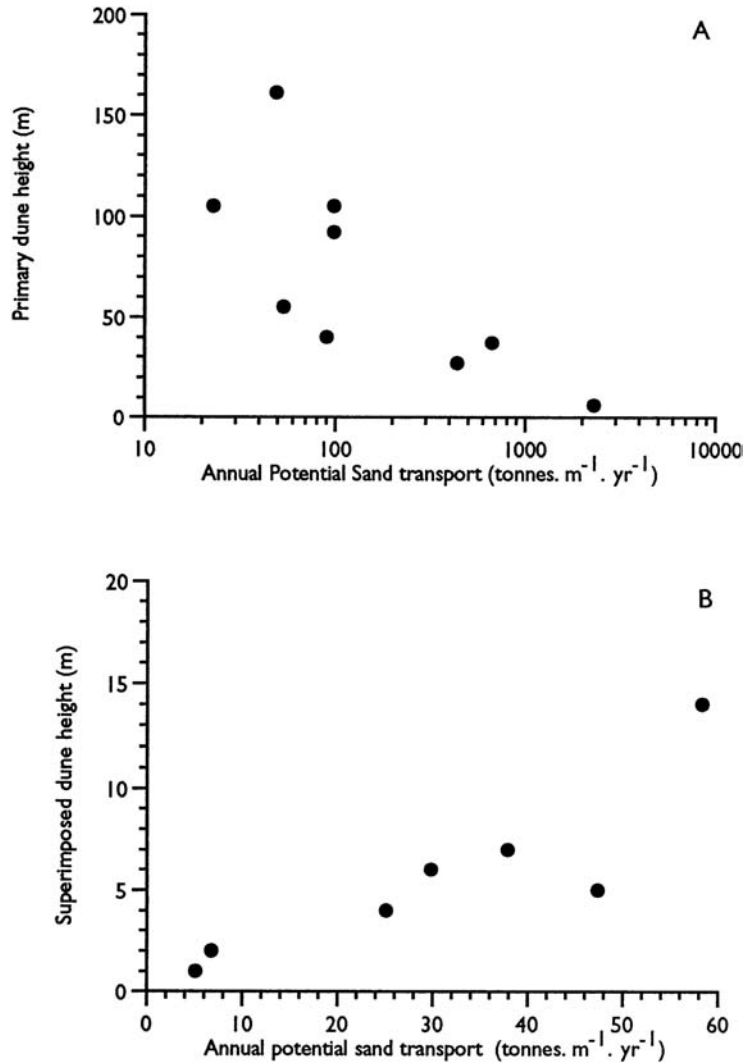 A
200
150
100
50
0
Primary dune height (m)
10 100 1000 10000
Annual Potential Sand transport (tonnes. m-1 . yr-1)
B
20
15
10
5
0
Superimposed dune height (m)
0 10 20 30 40 50 60
Annual potential sand transport (tonnes. m-1 . yr-1)